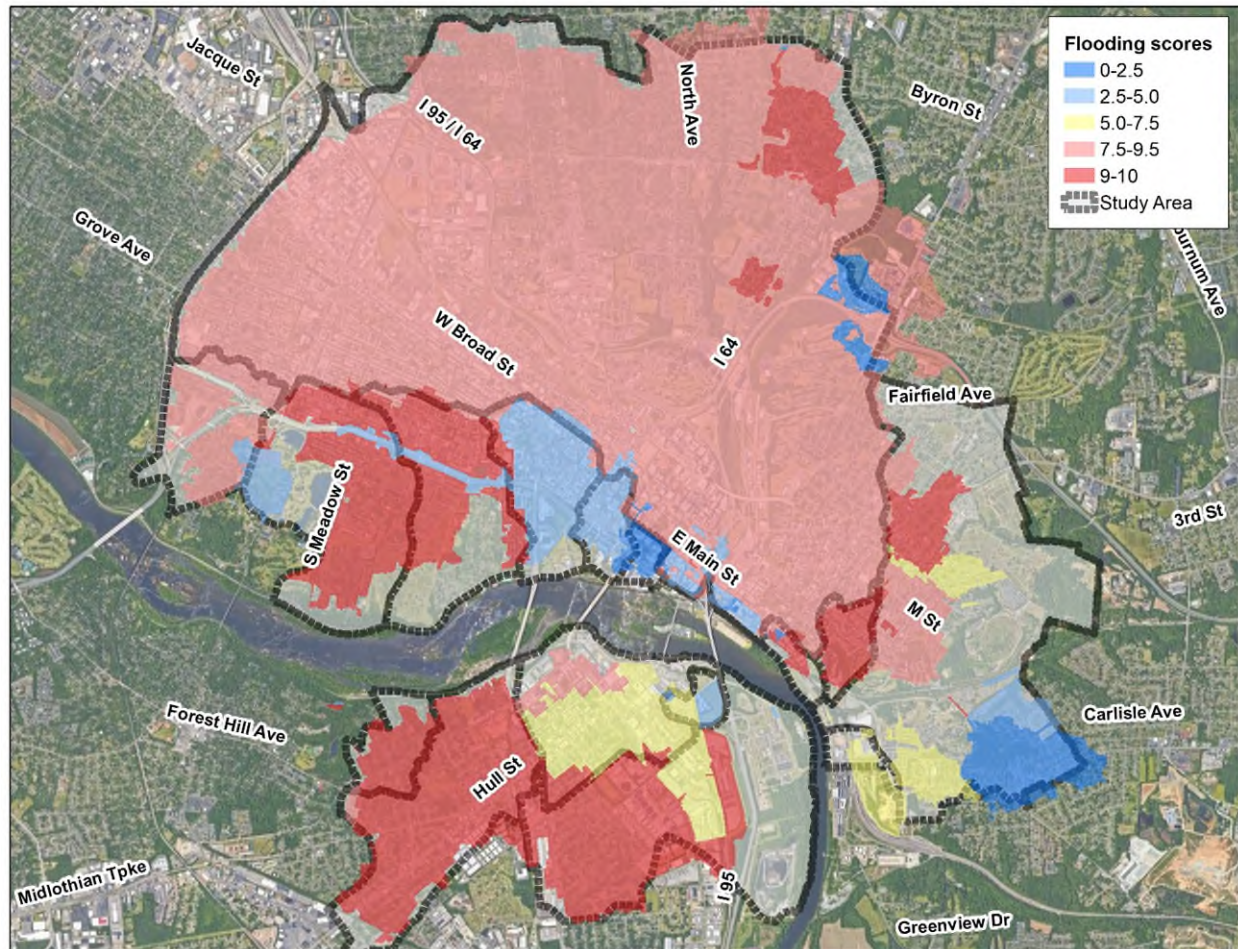 Jacque St
I 95 / I 64
North Ave
Byron St
Flooding scores
0-2.5
2.5-5.0
5.0-7.5
7.5-9.5
9-10
Study Area
Grove Ave
W Broad St
I 64
Fairfield Ave
3rd St
S Meadow St
E Main St
M St
Forest Hill Ave
Hull St
Carlisle Ave
Midlothian Tpke
I 95
Greenview Dr